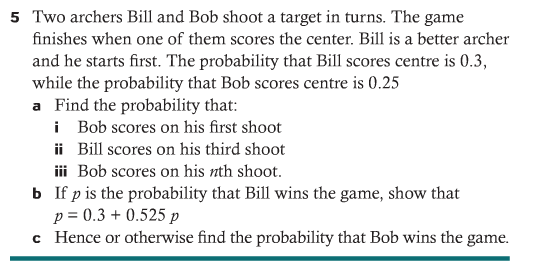 5 Two archers Bill and Bob shoot a target in turns. The game
finishes when one of them scores the center. Bill is a better archer
and he starts first. The probability that Bill scores centre is 0.3,
while the probability that Bob scores centre is 0.25
a Find the probability that:
i Bob scores on his first shoot
ii Bill scores on his third shoot
iii Bob scores on his nth shoot.
b If p is the probability that Bill wins the game, show that
p = 0.3 + 0.525 p
c Hence or otherwise find the probability that Bob wins the game.